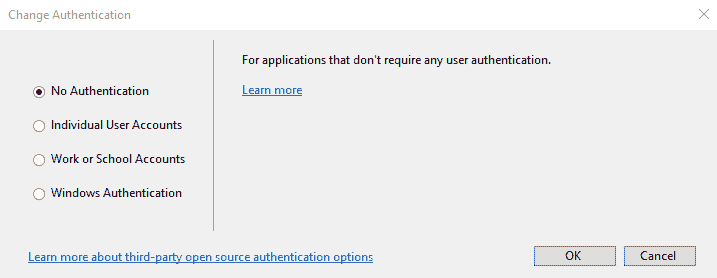 Change Authentication
For applications that don't require any user authentication.
Learn more
No Authentication
Individual User Accounts
Work or School Accounts
Windows Authentication
Learn more about third-party open source authentication options
OK
Cancel